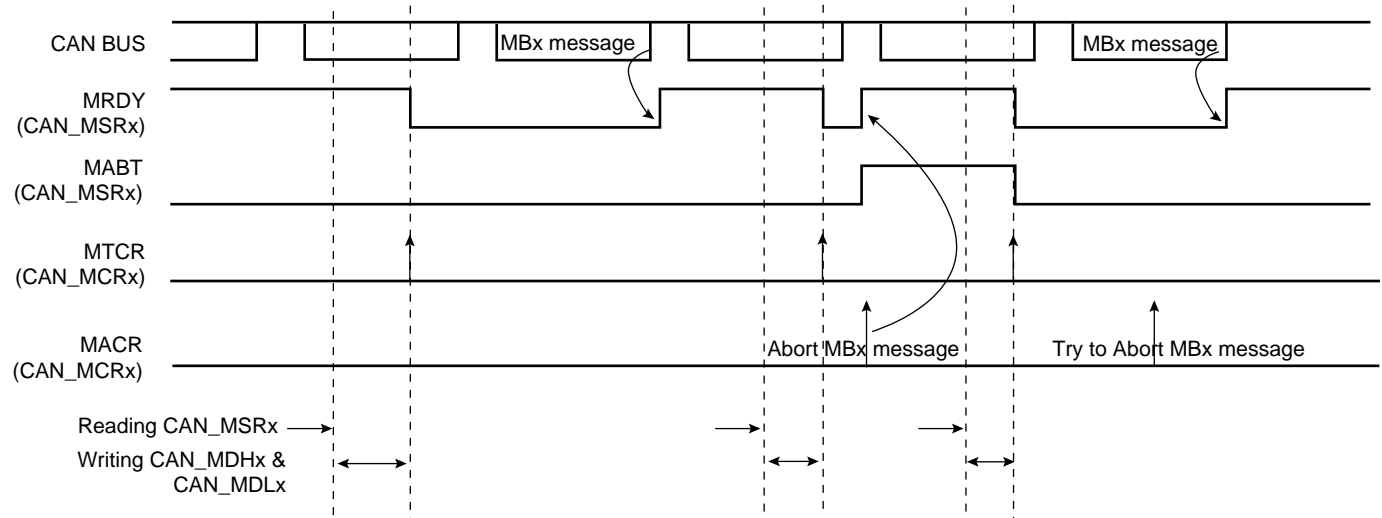 CAN BUS
MBx message
MBx message
MRDY
(CAN_MSRx)
MABT
(CAN_MSRx)
MTCR
(CAN_MCRx)
Abort MBx message
Try to Abort MBx message
MACR
(CAN_MCRx)
Reading CAN_MSRx
Writing CAN_MDHx &
CAN_MDLx